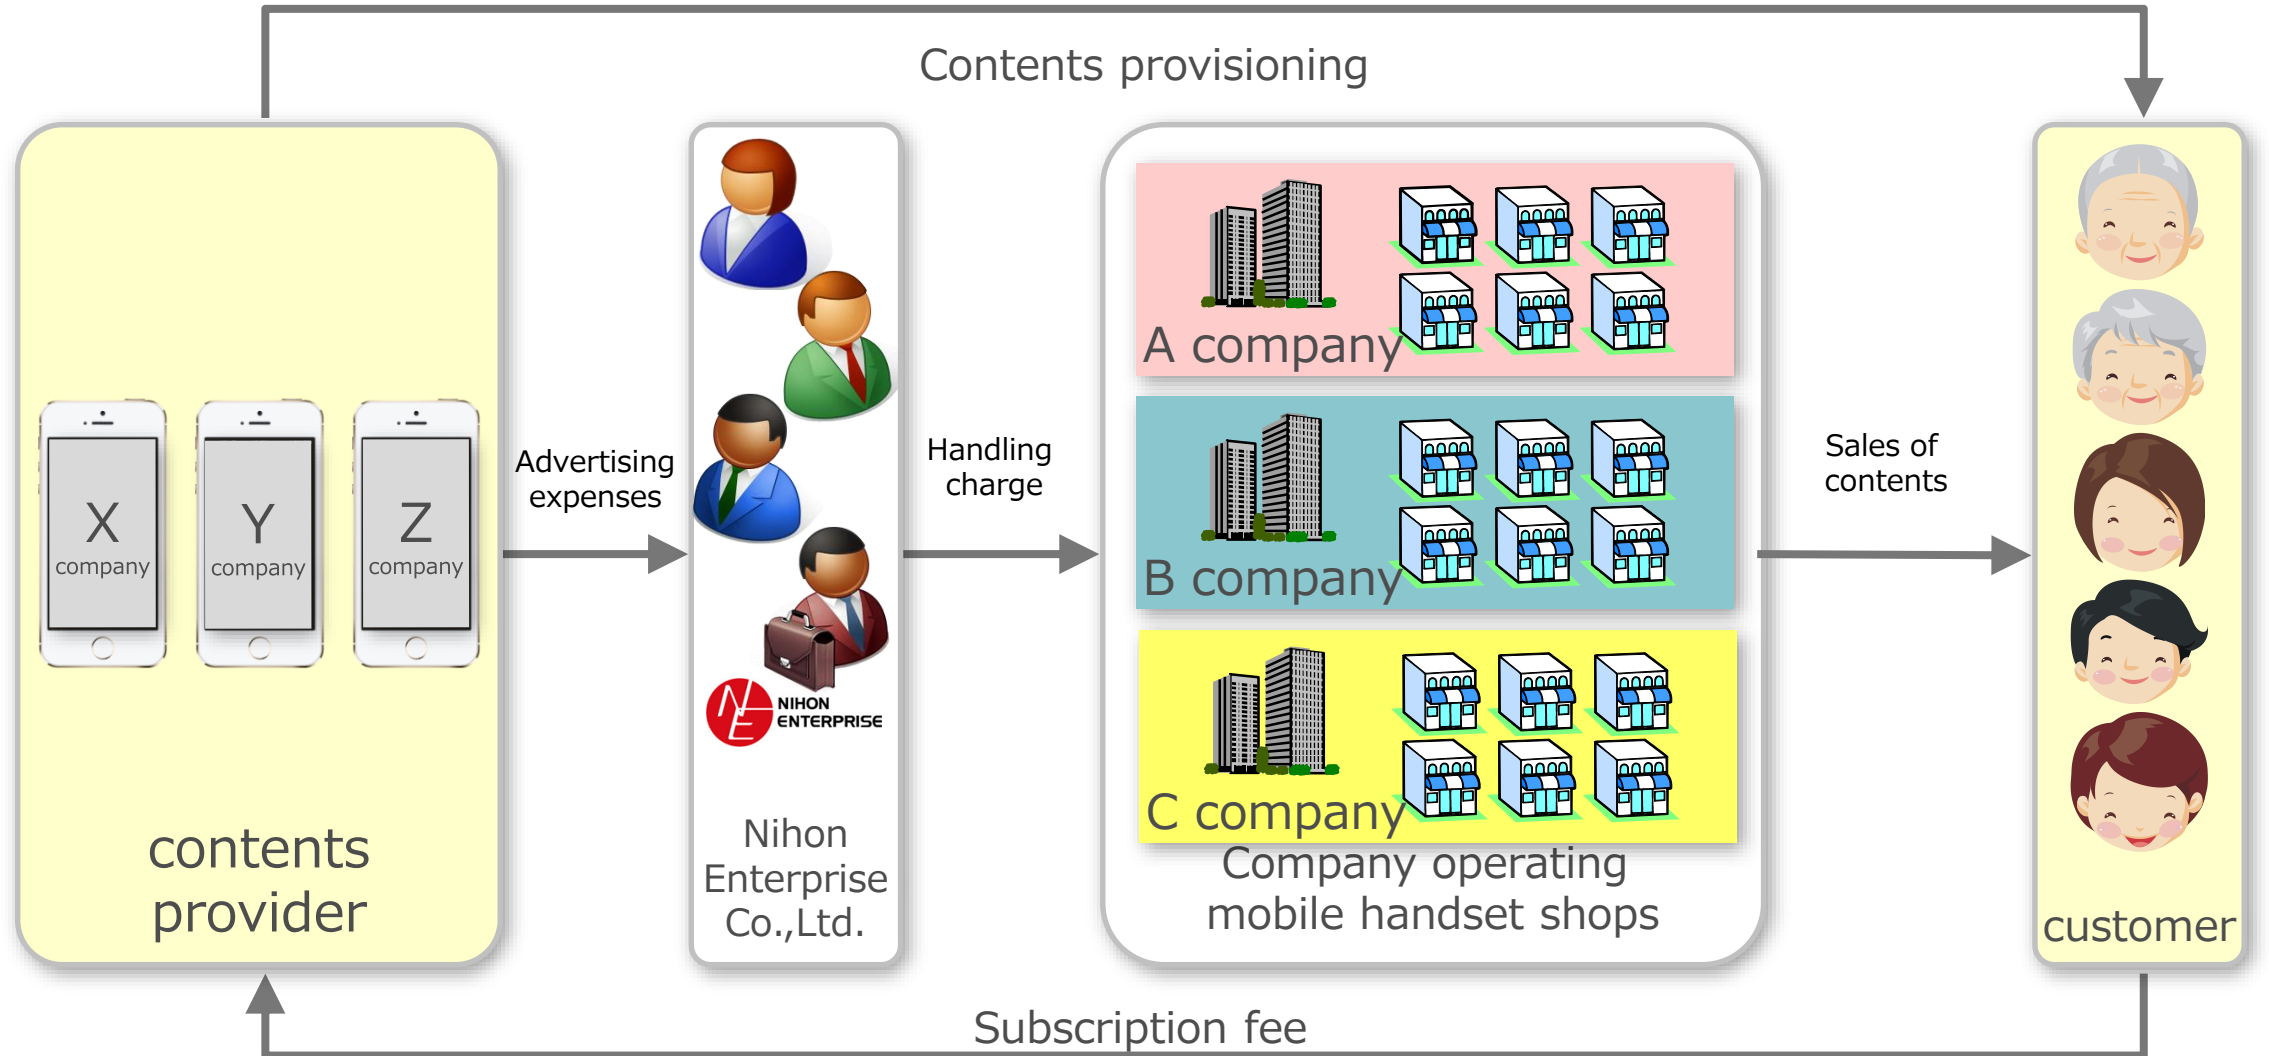 Contents provisioning
X
company
Y
company
Z
company
contents
provider
Advertising
expenses
NE
NIHON
ENTERPRISE
Nihon
Enterprise
Co.,Ltd.
Handling
charge
A company
B company
C company
Company operating
mobile handset shops
Sales of
contents
customer
Subscription fee